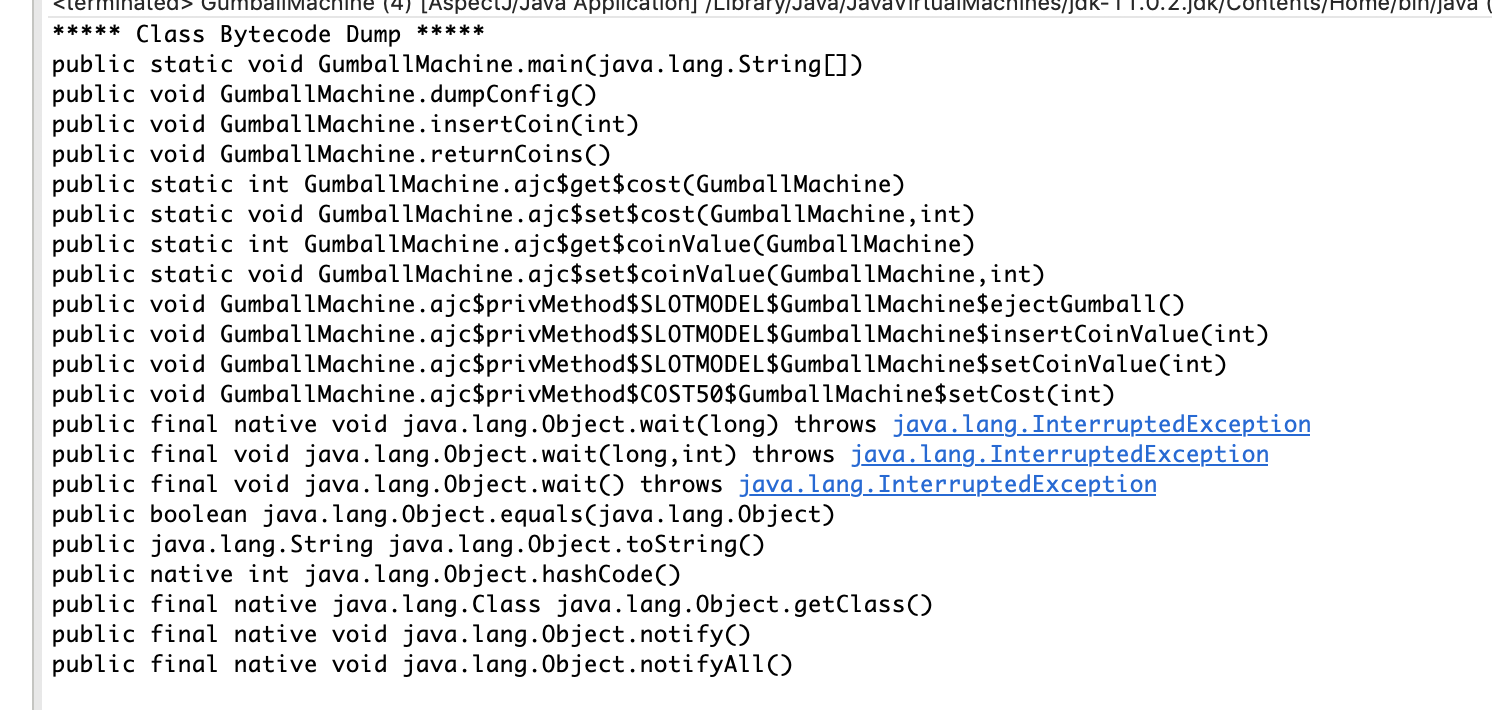 <terminated> GumballMachine (4) [AspectJ/Java Application] /Library/Java/JavaVirtualMachines/jdk-11.0.2.jdk/Contents/Home/bin/java (
***** Class Bytecode Dump *****
public static void GumballMachine.main(java.lang.String[])
public void GumballMachine.dumpConfig()
public void GumballMachine.insertCoin(int)
public void GumballMachine.returnCoins()
public static int GumballMachine.ajc$get$cost(GumballMachine)
public static void GumballMachine.ajc$set$cost(GumballMachine,int)
public static int GumballMachine.ajc$get$coinValue(GumballMachine)
public static void GumballMachine.ajc$set$coinValue(GumballMachine,int)
public void GumballMachine.ajc$privMethod$SLOTMODEL$GumballMachine$ejectGumball()
public void GumballMachine.ajc$privMethod$SLOTMODEL$GumballMachine$insertCoinValue(int)
public void GumballMachine.ajc$privMethod$SLOTMODEL$GumballMachine$setCoinValue(int)
public void GumballMachine.ajc$privMethod$COST50$GumballMachine$setCost(int)
public final native void java.lang.Object.wait(long) throws java.lang.InterruptedException
public final void java.lang.Object.wait(long,int) throws java.lang.InterruptedException
public final void java.lang.Object.wait() throws java.lang.InterruptedException
public boolean java.lang.Object.equals(java.lang.Object)
public java.lang.String java.lang.Object.toString()
public native int java.lang.Object.hashCode()
public final native java.lang.Class java.lang.Object.getClass()
public final native void java.lang.Object.notify()
public final native void java.lang.Object.notifyAll()